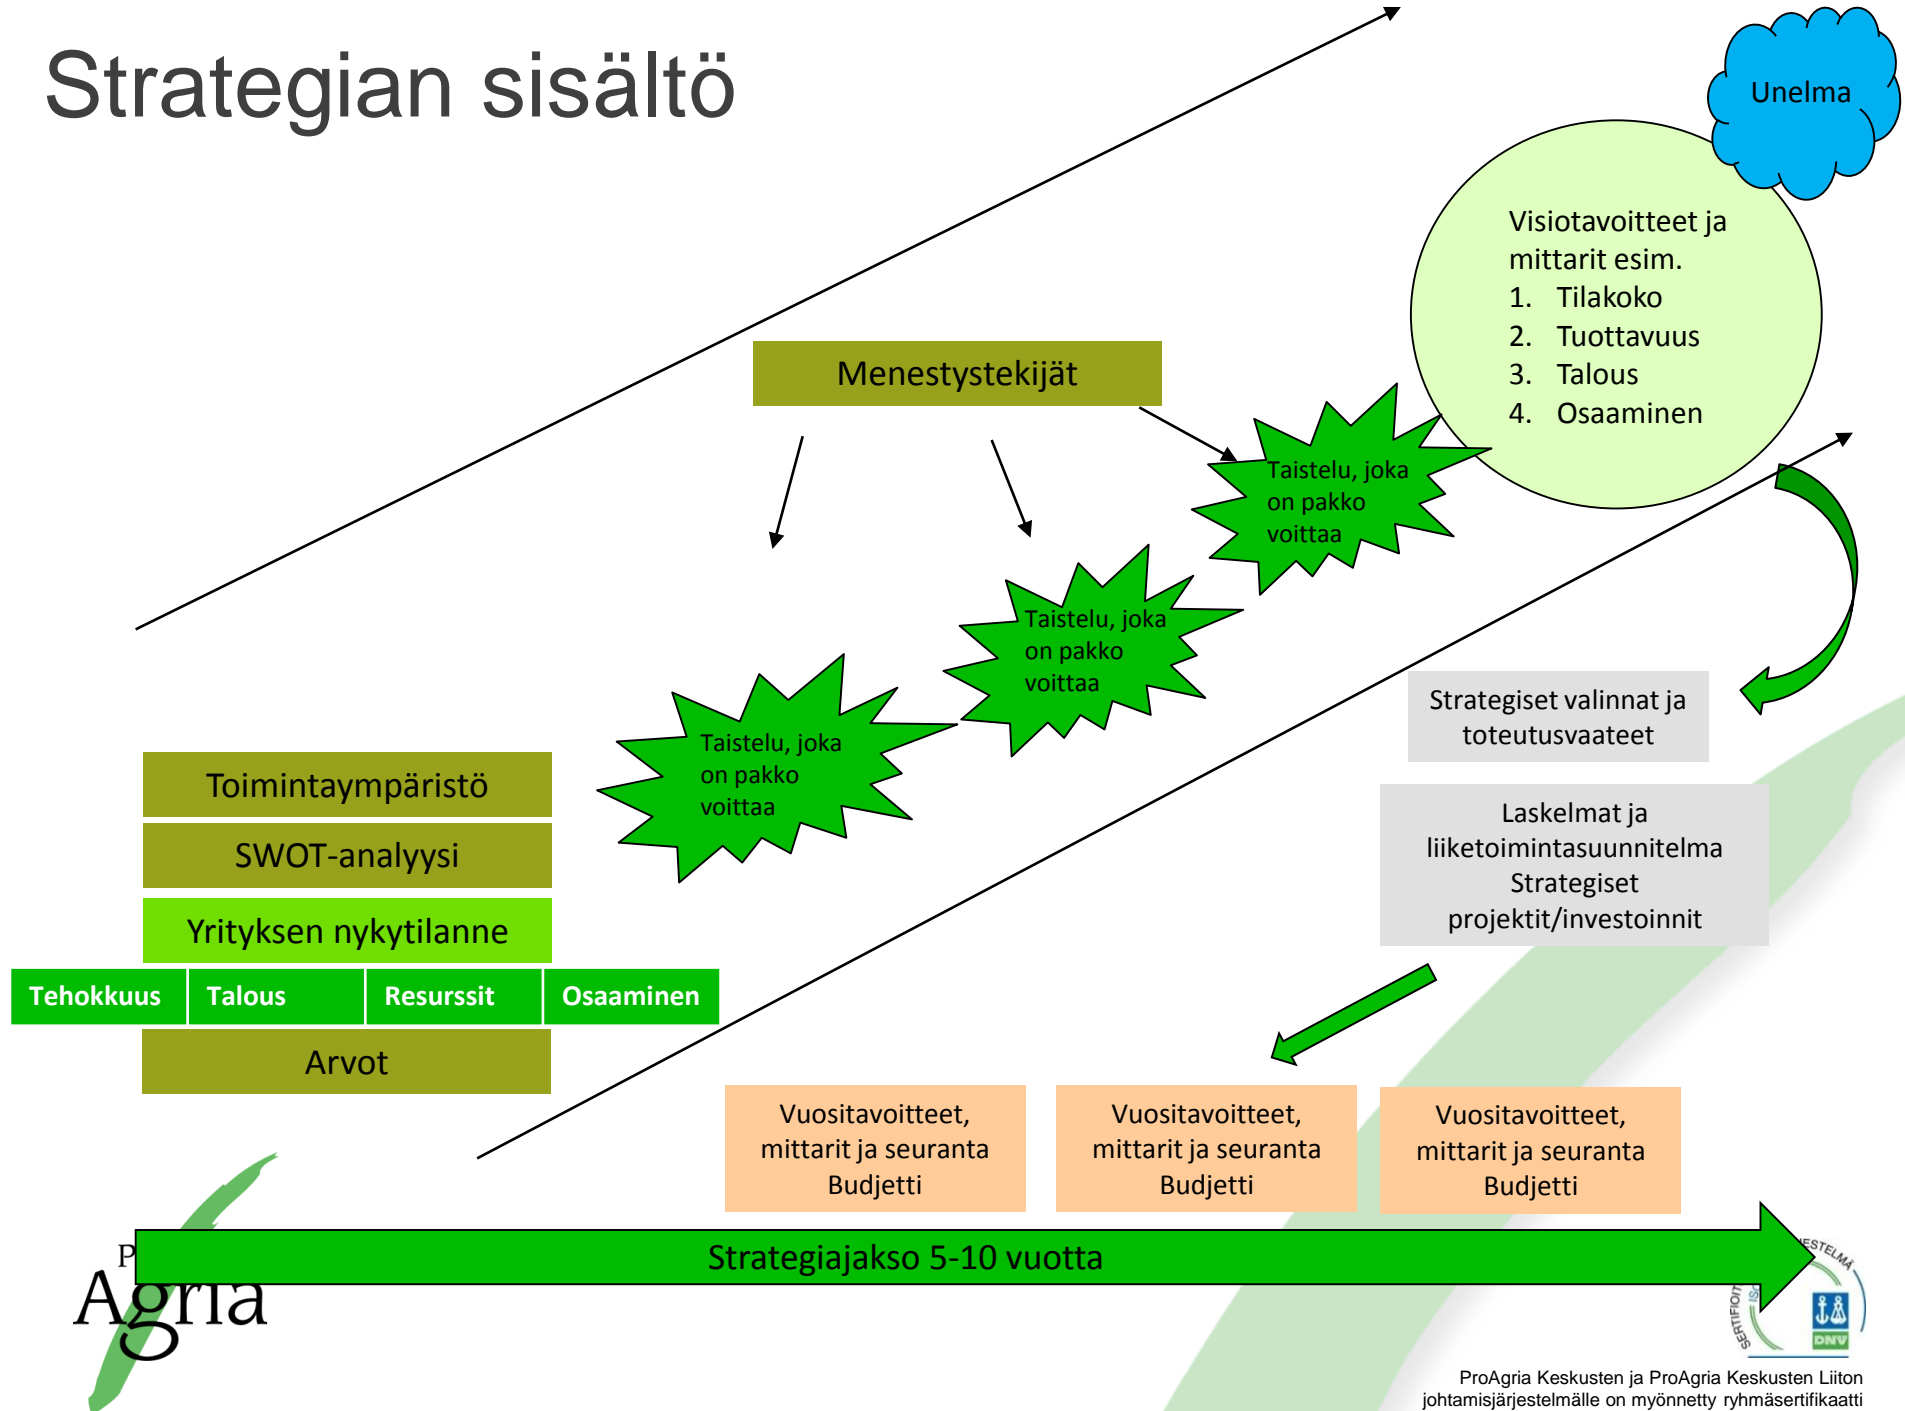 Strategian sisältö
Unelma
Visiotavoitteet ja
mittarit esim.
1. Tilakoko
2. Tuottavuus
3. Talous
4. Osaaminen
Menestystekijät
Taistelu, joka
on pakko
voittaa
Taistelu, joka
on pakko
voittaa
Taistelu, joka
on pakko
voittaa
Strategiset valinnat ja
toteutusvaateet
Laskelmat ja
liiketoimintasuunnitelma
Strategiset
projektit/investoinnit
Toimintaympäristö
SWOT-analyysi
Yrityksen nykytilanne
Tehokkuus Talous Resurssit Osaaminen
Arvot
Vuositavoitteet,
mittarit ja seuranta
Budjetti
Vuositavoitteet,
mittarit ja seuranta
Budjetti
Vuositavoitteet,
mittarit ja seuranta
Budjetti
Strategiajakso 5-10 vuotta
Agria
DNV
ProAgria Keskusten ja ProAgria Keskusten Liiton
johtamisjärjestelmälle on myönnetty ryhmäsertifikaatti